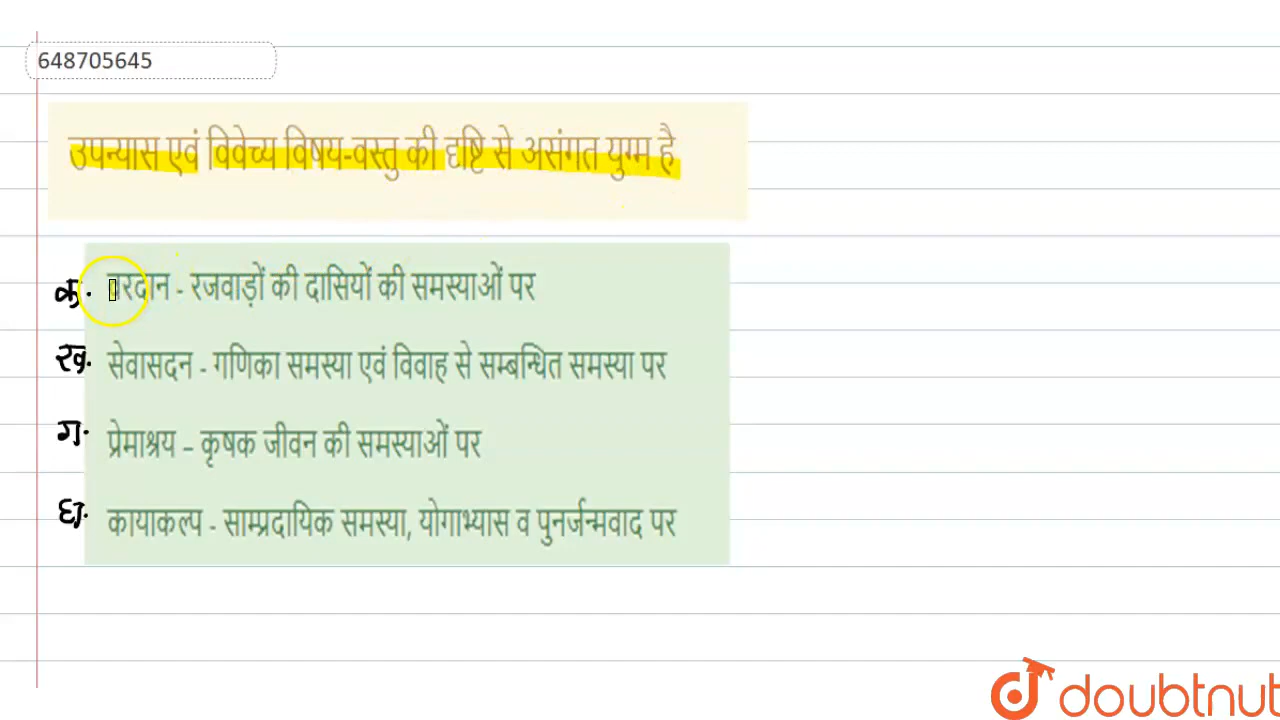 648705645
उपन्यास एवं विवेच्य विषय-वस्तु की दृष्टि से असंगत युग्म है
क. वरदान - रजवाड़ों की दासियों की समस्याओं पर
ख. सेवासदन - गणिका समस्या एवं विवाह से सम्बन्धित समस्या पर
ग. प्रेमाश्रय – कृषक जीवन की समस्याओं पर
घ. कायाकल्प - साम्प्रदायिक समस्या, योगाभ्यास व पुनर्जन्मवाद पर
doubtnut